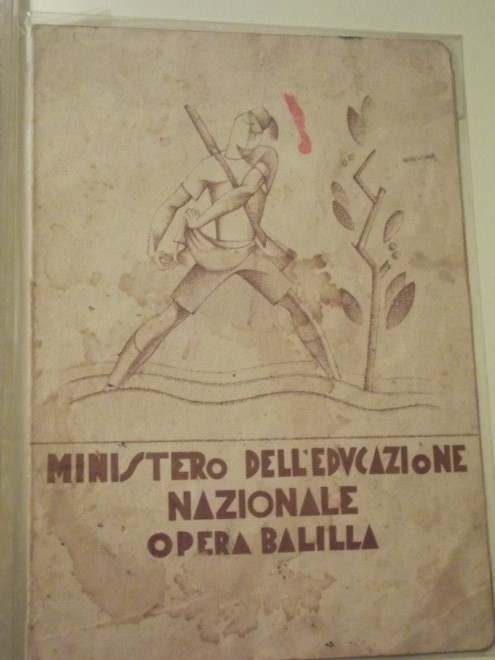 MINISTERO DELL'EDVCAZIONE
NAZIONALE
OPERA BALILLA